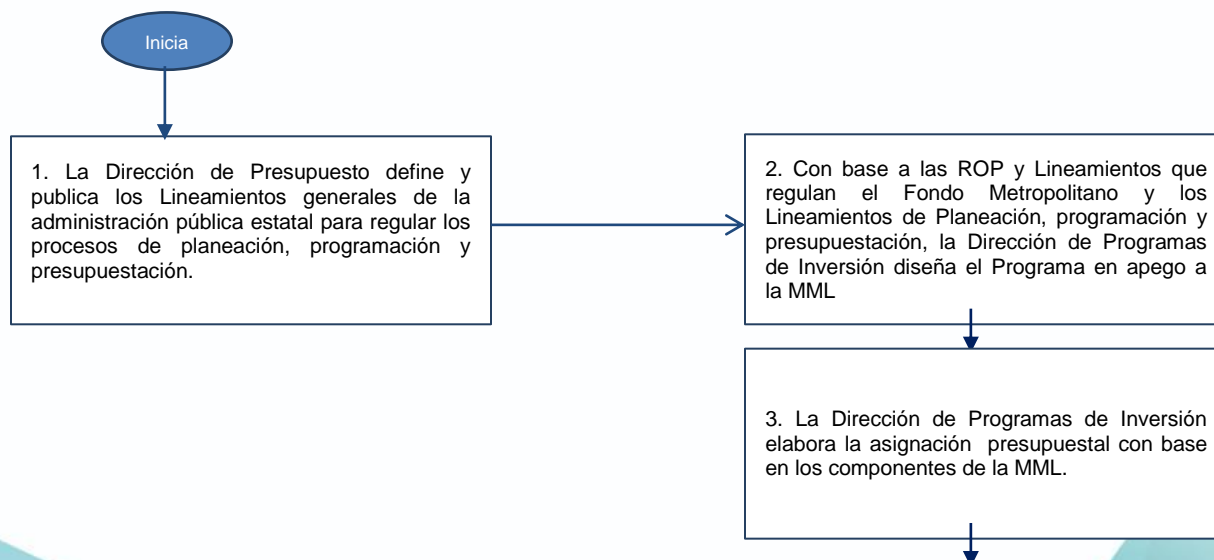 Inicia
1. La Dirección de Presupuesto define y
publica los Lineamientos generales de la
administración pública estatal para regular los
procesos de planeación, programación y
presupuestación.
2. Con base a las ROP y Lineamientos que
regulan el Fondo Metropolitano y los
Lineamientos de Planeación, programación y
presupuestación, la Dirección de Programas
de Inversión diseña el Programa en apego a
la MML
3. La Dirección de Programas de Inversión
elabora la asignación presupuestal con base
en los componentes de la MML.